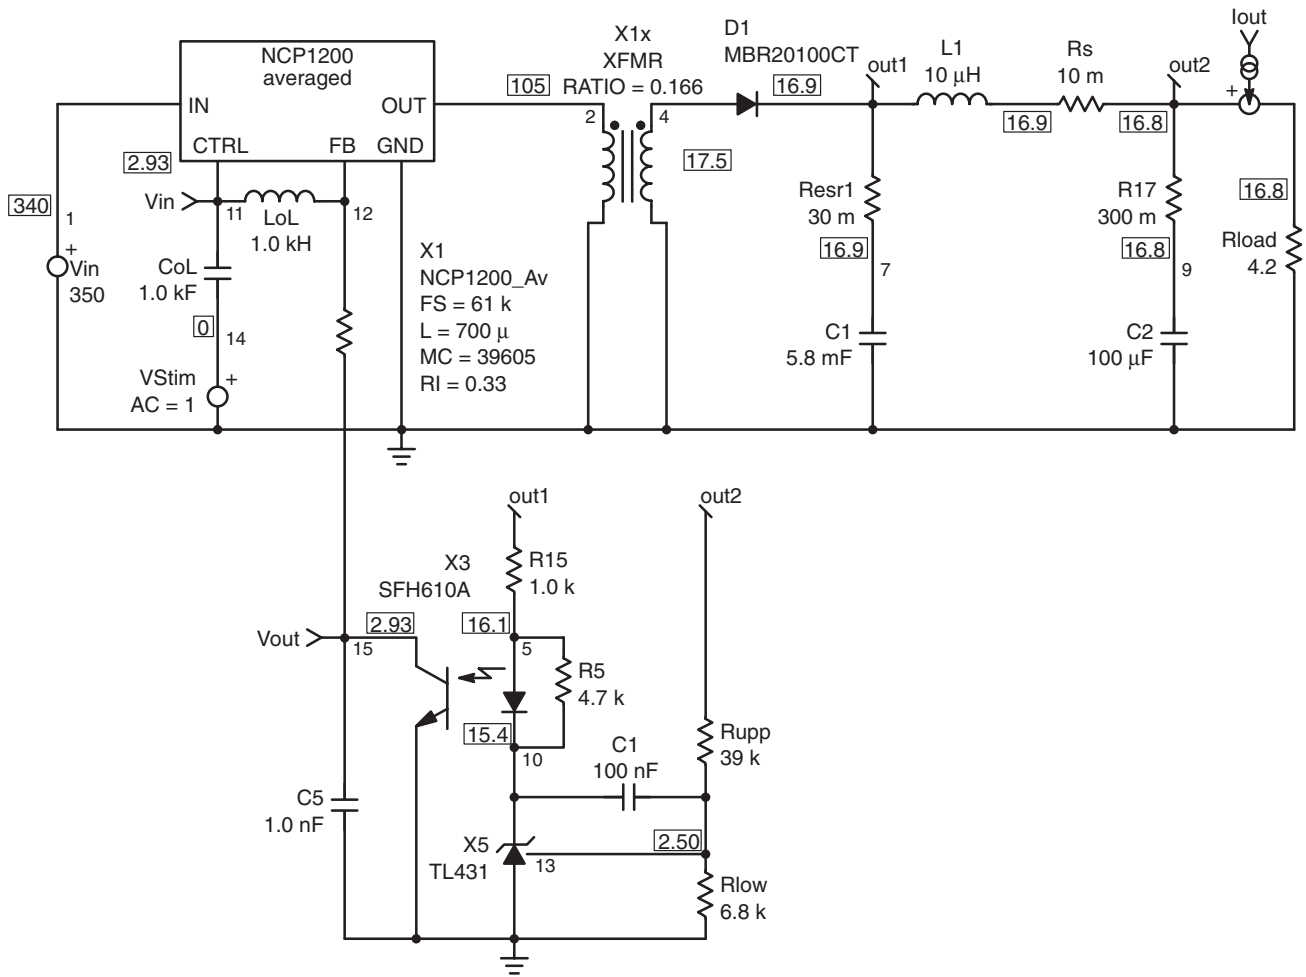 NCP1200
averaged
IN
OUT
CTRL
FB
GND
2.93
Vin
11
LoL
1.0 kH
12
340
1
+
Vin
350
CoL
1.0 kF
0
14
VStim
AC = 1
+
X1
NCP1200_Av
FS = 61 k
L = 700 μ
MC = 39605
RI = 0.33
105
X1x
XFMR
RATIO = 0.166
2
4
17.5
D1
MBR20100CT
16.9
out1
L1
10 μH
16.9
Rs
10 m
16.8
out2
Iout
+
Resr1
30 m
16.9
7
C1
5.8 mF
R17
300 m
16.8
9
C2
100 μF
16.8
Rload
4.2
out1
out2
X3
SFH610A
R15
1.0 k
Vout
2.93
15
16.1
5
R5
4.7 k
15.4
10
C1
100 nF
Rupp
39 k
C5
1.0 nF
X5
TL431
13
2.50
Rlow
6.8 k